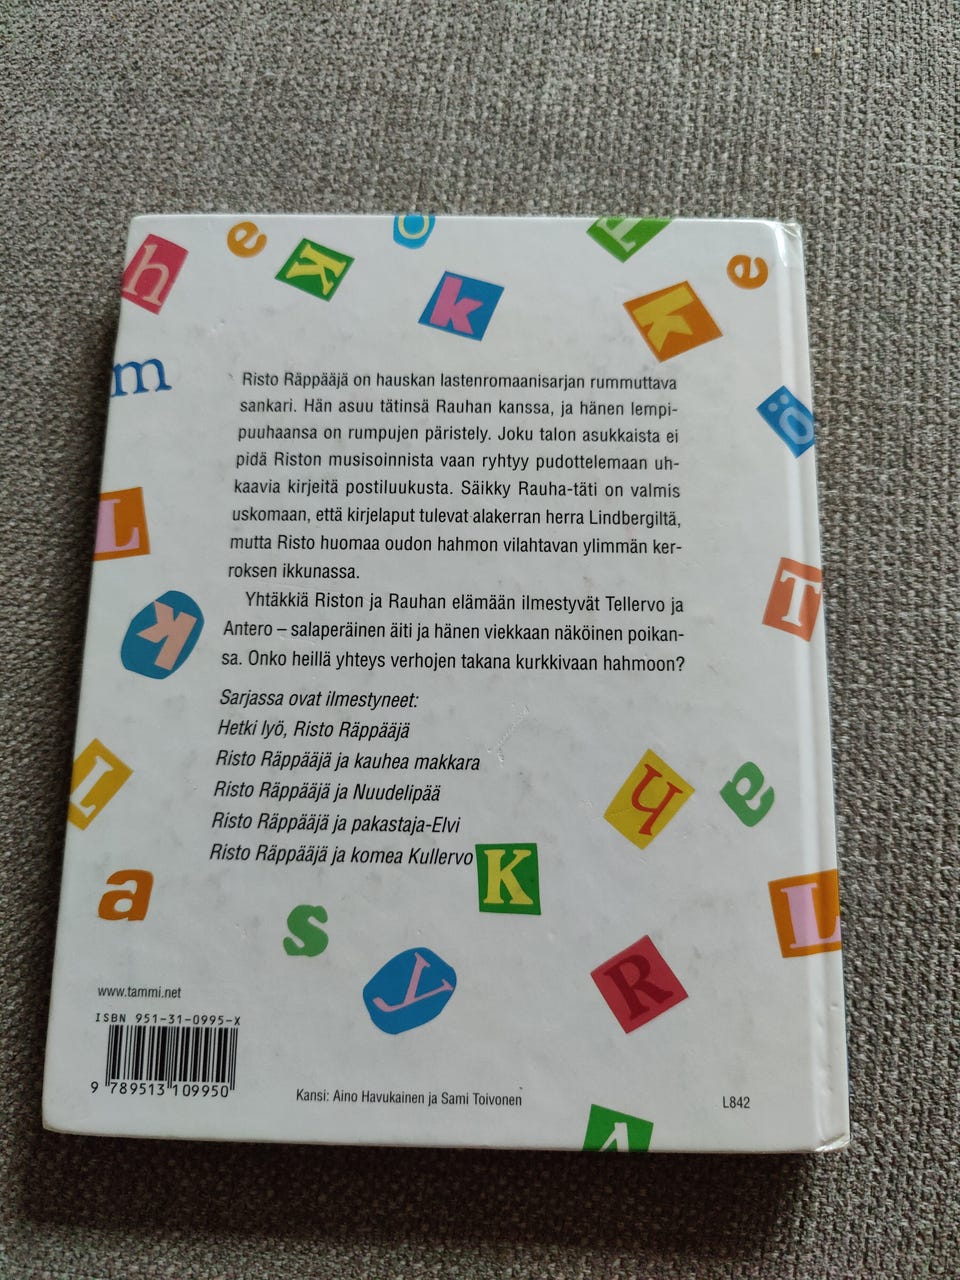 e
ö
A
h
K
k
k
e
m
ö
Risto Räppääjä on hauskan lastenromaanisarjan rummuttava
sankari. Hän asuu tätinsä Rauhan kanssa, ja hänen lempi-
puuhaansa on rumpujen päristely. Joku talon asukkaista ei
pidä Riston musisoinnista vaan ryhtyy pudottelemaan uh-
kaavia kirjeitä postiluukusta. Säikky Rauha-täti on valmis
uskomaan, että kirjelaput tulevat alakerran herra Lindbergiltä,
mutta Risto huomaa oudon hahmon vilahtavan ylimmän ker-
roksen ikkunassa.
L
T
k
Yhtäkkiä Riston ja Rauhan elämään ilmestyvät Tellervo ja
Antero – salaperäinen äiti ja hänen viekkaan näköinen poikan-
sa. Onko heillä yhteys verhojen takana kurkkivaan hahmoon?
Sarjassa ovat ilmestyneet:
Hetki lyö, Risto Räppääjä
Risto Räppääjä ja kauhea makkara
Risto Räppääjä ja Nuudelipää
Risto Räppääjä ja pakastaja-Elvi
Risto Räppääjä ja komea Kullervo
L
h
e
K
a
s
L
y
R
www.tammi.net
ISBN 951-31-0995-X
9 789513 109950
Kansi: Aino Havukainen ja Sami Toivonen
L842
A